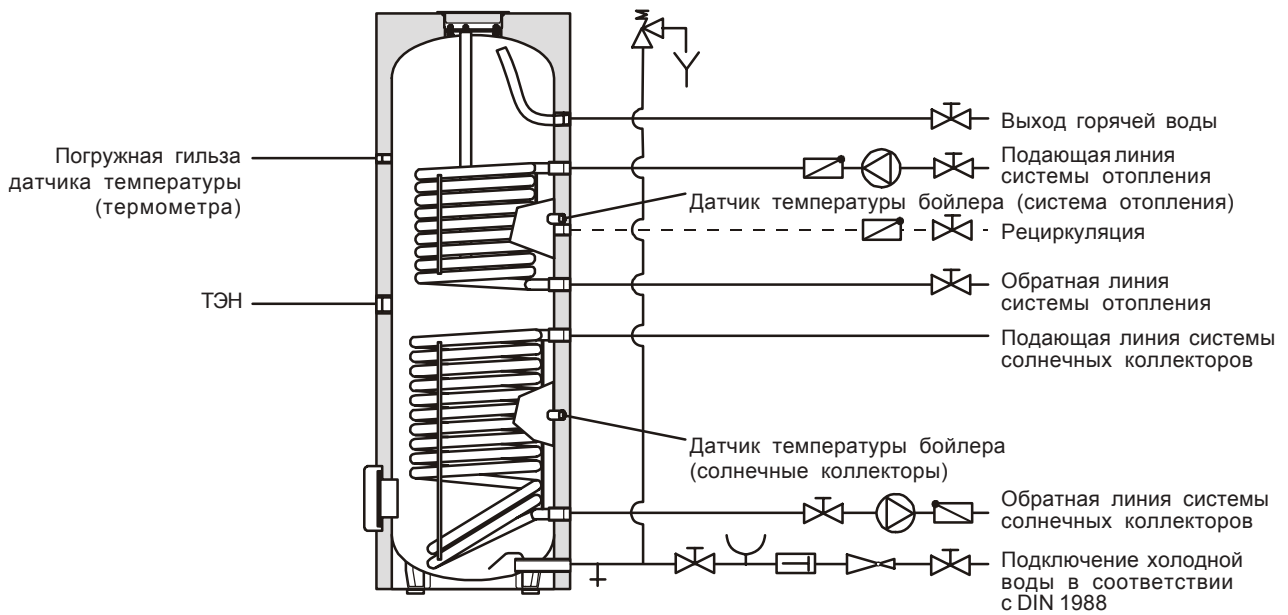 Погружная гильза
датчика температуры
(термометра)
ТЭН
Выход горячей воды
Подающая линия
системы отопления
Датчик температуры бойлера (система отопления)
Рециркуляция
Обратная линия
системы отопления
Подающая линия системы
солнечных коллекторов
Датчик температуры бойлера
(солнечные коллекторы)
Обратная линия системы
солнечных коллекторов
Подключение холодной
воды в соответствии
с DIN 1988